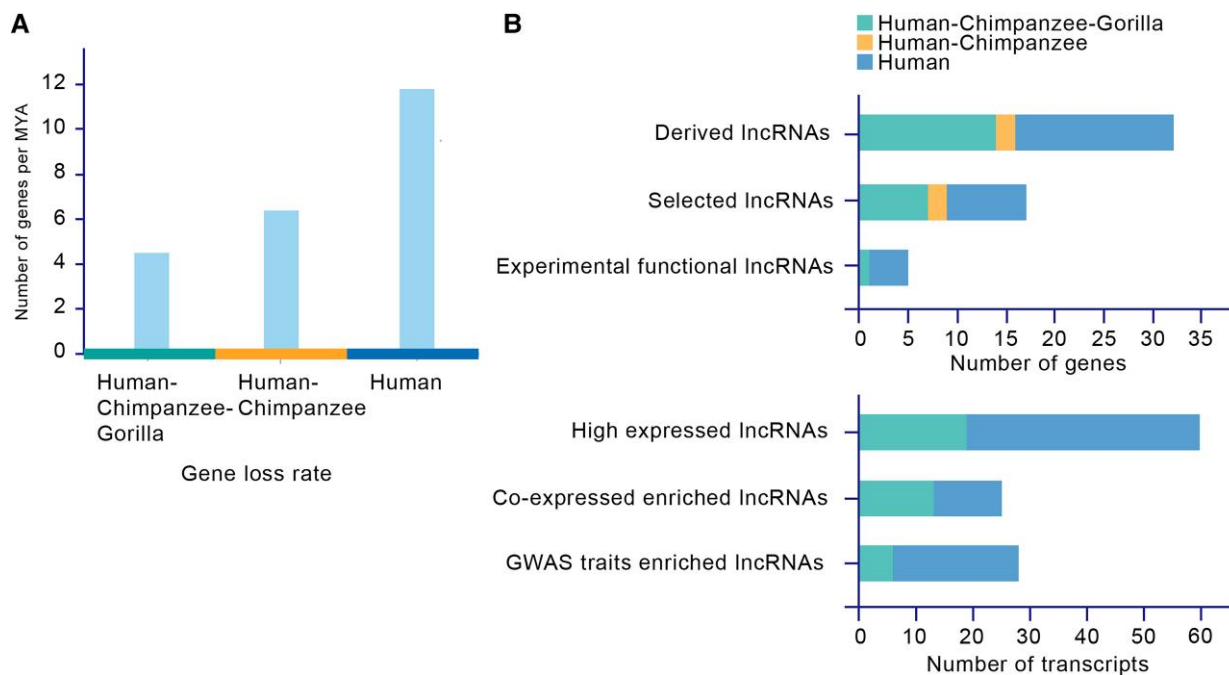 A
Number of genes per MYA
12
10
8
6
4
2
0
Human-
Chimpanzee-
Gorilla
Human-
Chimpanzee
Human
Gene loss rate
B
Human-Chimpanzee-Gorilla
Human-Chimpanzee
Human
Derived lncRNAs
Selected lncRNAs
Experimental functional lncRNAs
0 5 10 15 20 25 30 35
Number of genes
High expressed lncRNAs
Co-expressed enriched lncRNAs
GWAS traits enriched lncRNAs
0 10 20 30 40 50 60
Number of transcripts